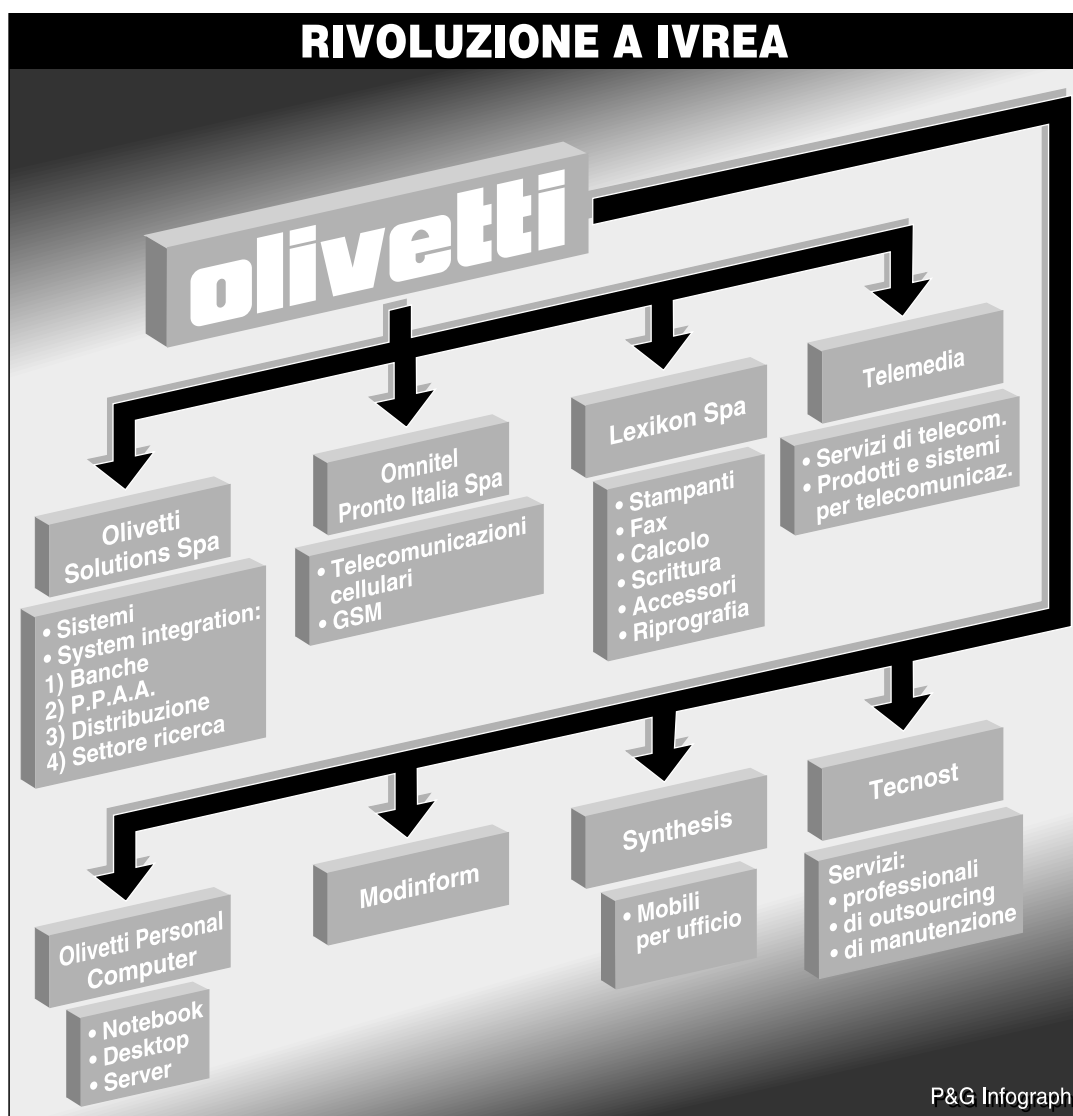 RIVOLUZIONE A IVREA
olivetti
Olivetti
Solutions Spa
• Sistemi
• System integration:
1) Banche
2) P.P.A.A.
3) Distribuzione
4) Settore ricerca
Omnitel
Pronto Italia Spa
• Telecomunicazioni
cellulari
• GSM
Lexikon Spa
• Stampanti
• Fax
• Calcolo
• Scrittura
• Accessori
• Riprografia
Telemedia
• Servizi di telecom.
• Prodotti e sistemi
per telecomunicaz.
Olivetti Personal
Computer
• Notebook
• Desktop
• Server
Modinform
Synthesis
• Mobili
per ufficio
Tecnost
Servizi:
• professionali
• di outsourcing
• di manutenzione
P&G Infograph